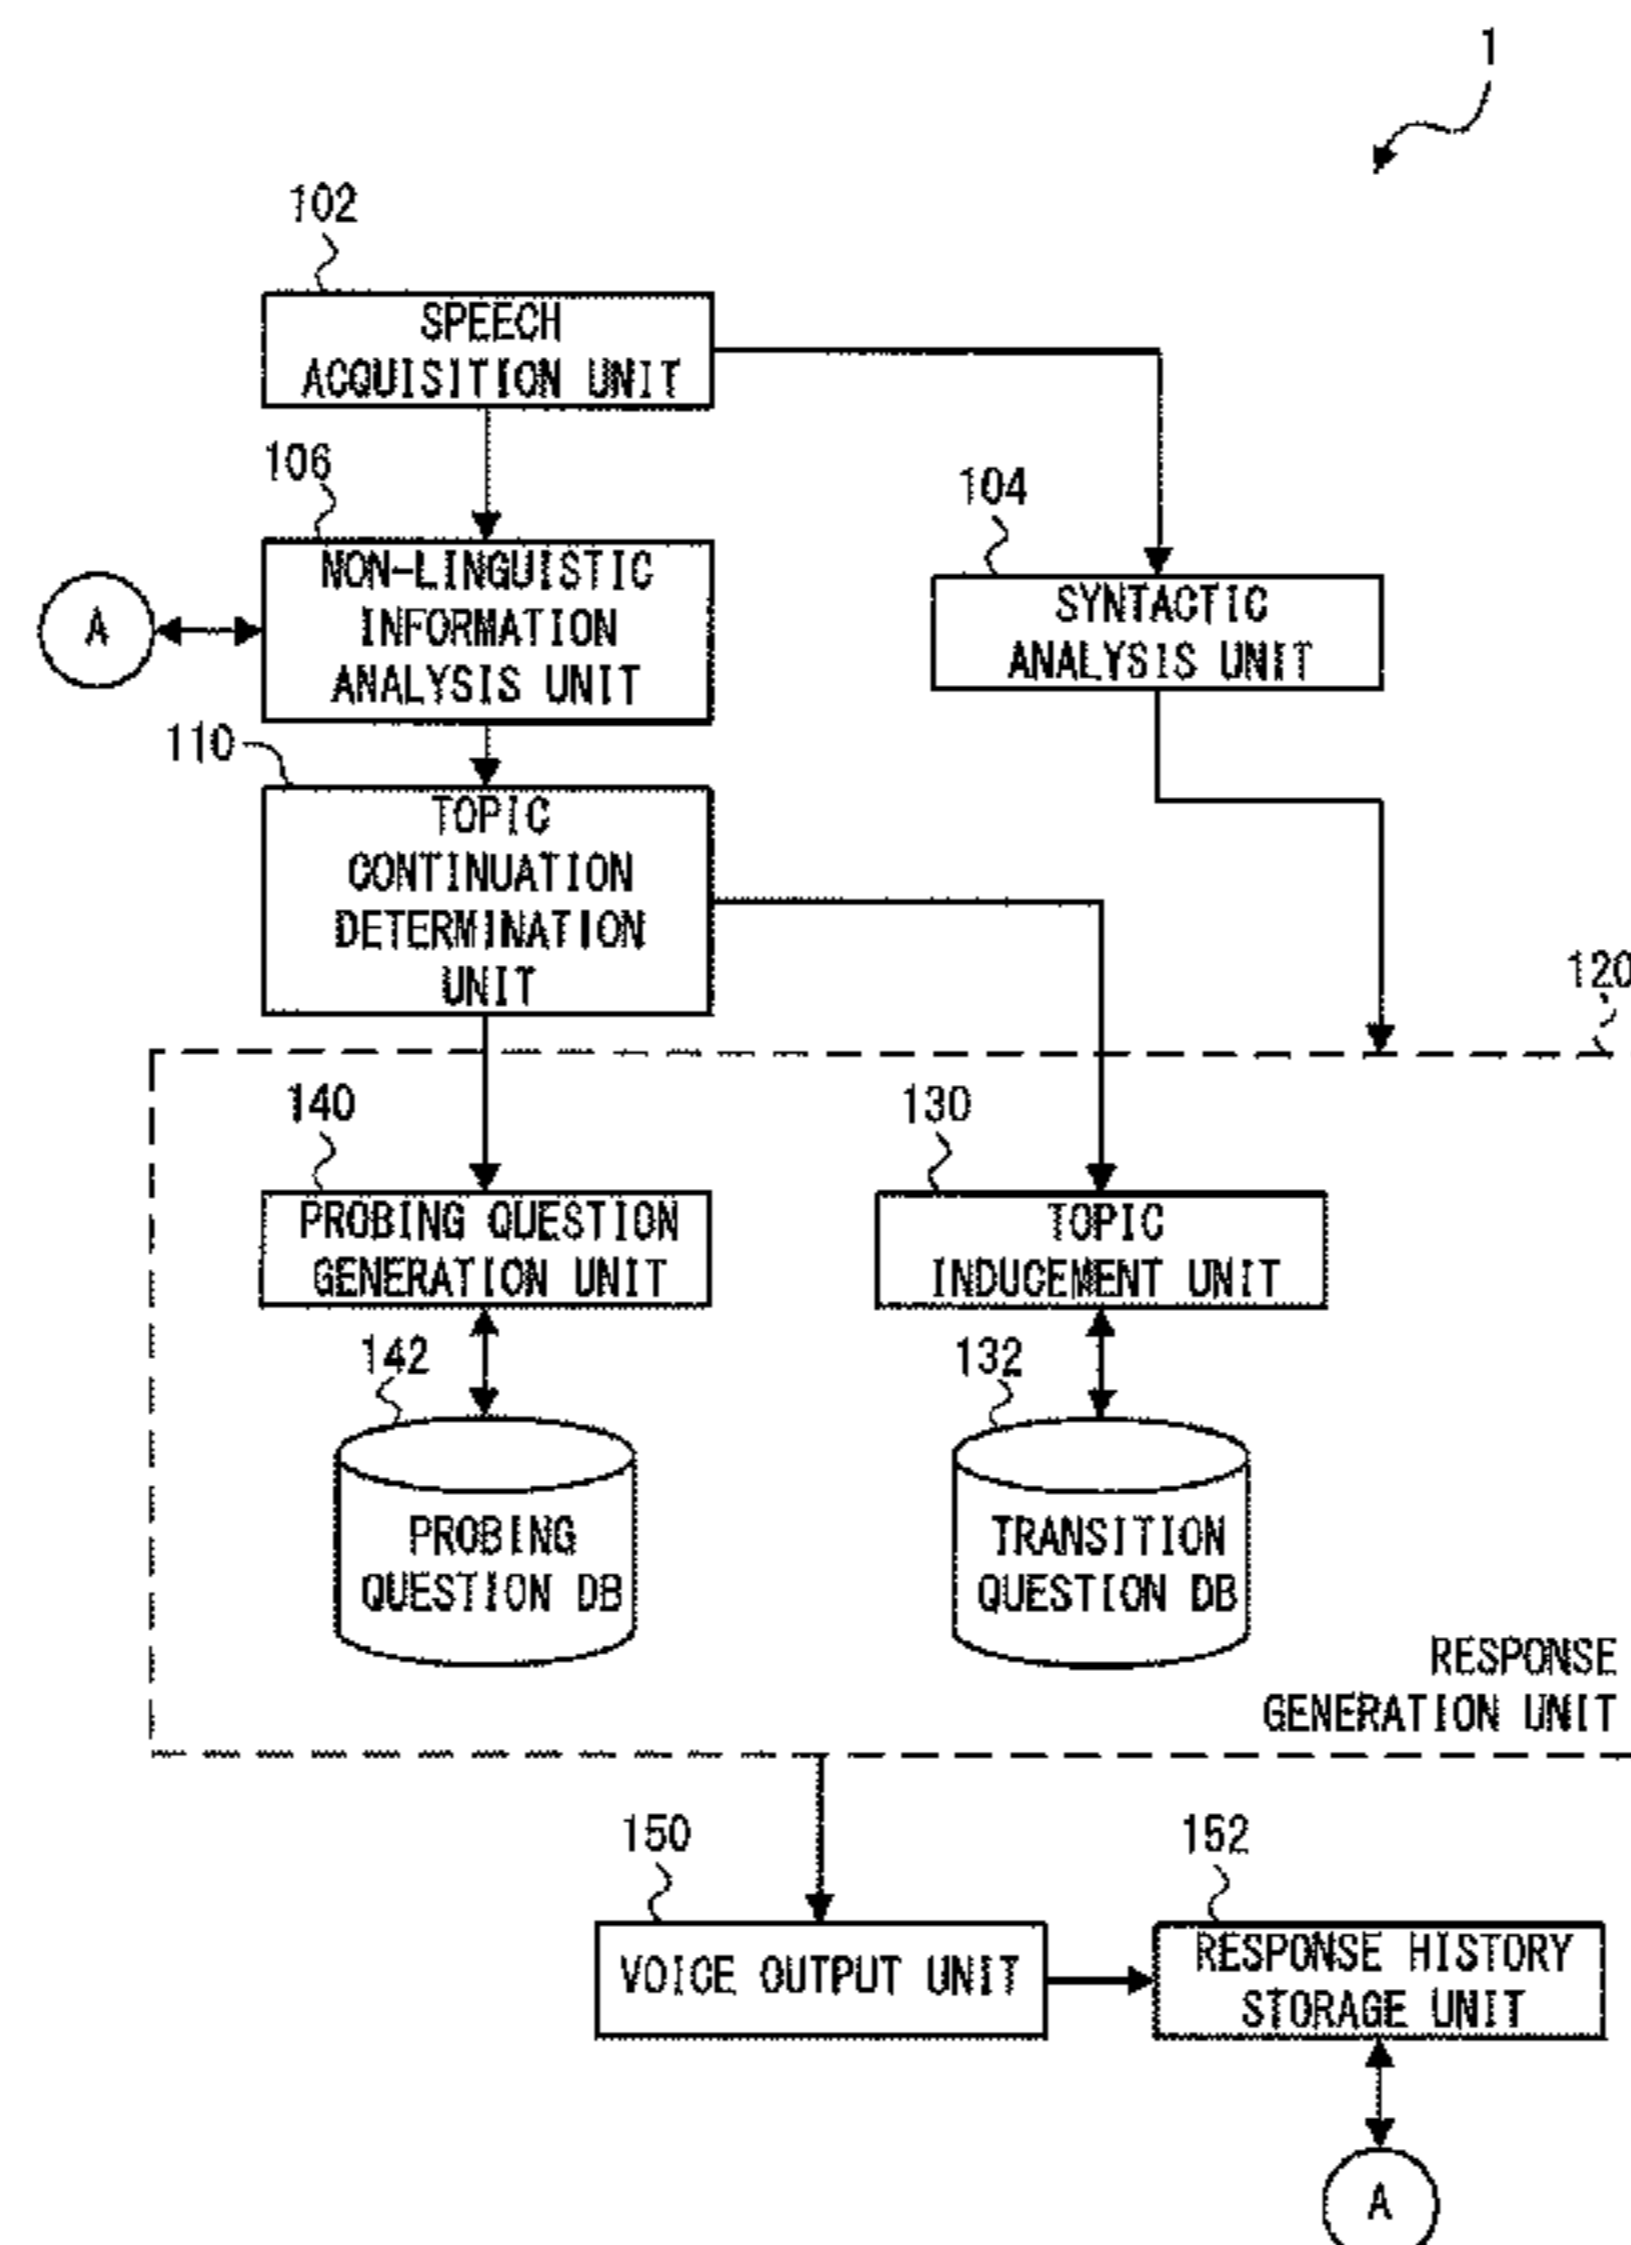 1
102
SPEECH
ACQUISITION UNIT
106
104
NON-LINGUISTIC
INFORMATION
ANALYSIS UNIT
A
SYNTACTIC
ANALYSIS UNIT
110
TOPIC
CONTINUATION
DETERMINATION
UNIT
120
140
130
PROBING QUESTION
GENERATION UNIT
TOPIC
INDUCEMENT UNIT
142
132
PROBING
QUESTION DB
TRANSITION
QUESTION DB
RESPONSE
GENERATION UNIT
150
152
VOICE OUTPUT UNIT
RESPONSE HISTORY
STORAGE UNIT
A